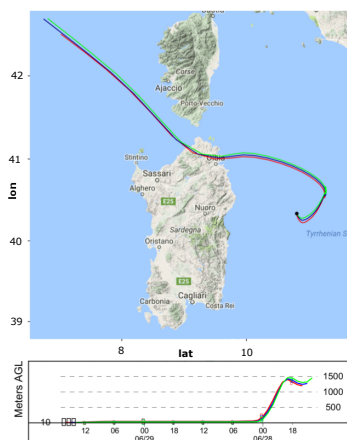 42
41
40
39
lon
Corse
Ajaccio
Porto-Vecchio
Stintino
Olbia
Sassari
Alghero
E25
Nuoro
Sardegna
Oristano
E25
Carbonia
Cagliari
Costa Rei
Tyrrhenian S
8
lat
10
Meters AGL
10
1500
1000
500
12
06
00
18
12
06
00
18
06/29
06/28